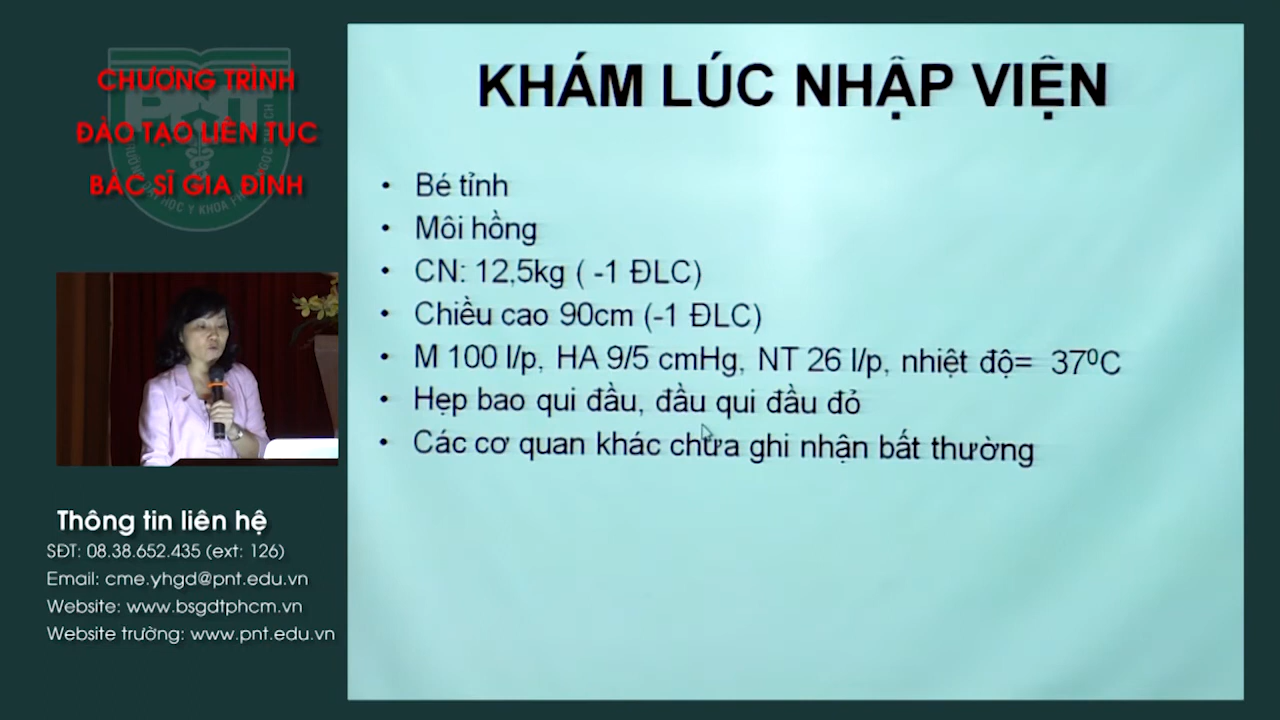 CHƯƠNG TRÌNH
ĐÀO TẠO LIÊN TỤC
BÁC SĨ GIA ĐÌNH
PNT
Thông tin liên hệ
SĐT: 08.38.652.435 (ext: 126)
Email: cme.yhgd@pnt.edu.vn
Website: www.bsgdtphcm.vn
Website trường: www.pnt.edu.vn
KHÁM LÚC NHẬP VIỆN
• Bé tỉnh
• Môi hồng
• CN: 12,5kg ( -1 ĐLC)
• Chiều cao 90cm (-1 ĐLC)
• M 100 l/p, HA 9/5 cmHg, NT 26 l/p, nhiệt độ= 37⁰C
• Hẹp bao qui đầu, đầu qui đầu đỏ
• Các cơ quan khác chưa ghi nhận bất thường